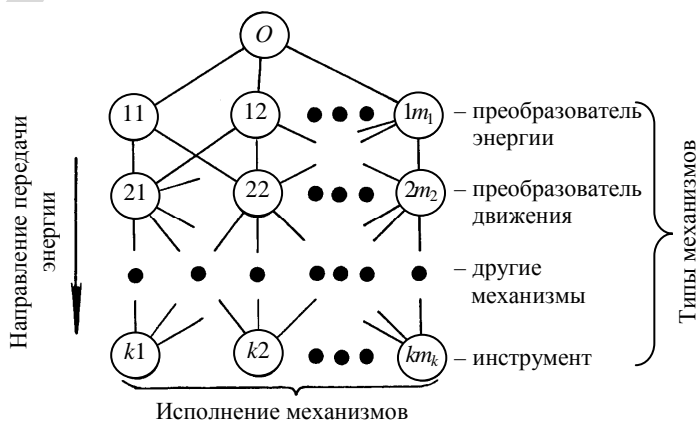 O
11 12 1m₁ – преобразователь
энергии
21 22 2m₂ – преобразователь
движения
– другие
механизмы
k1 k2 kmₖ – инструмент
Исполнение механизмов
Направление передачи
энергии
Типы механизмов